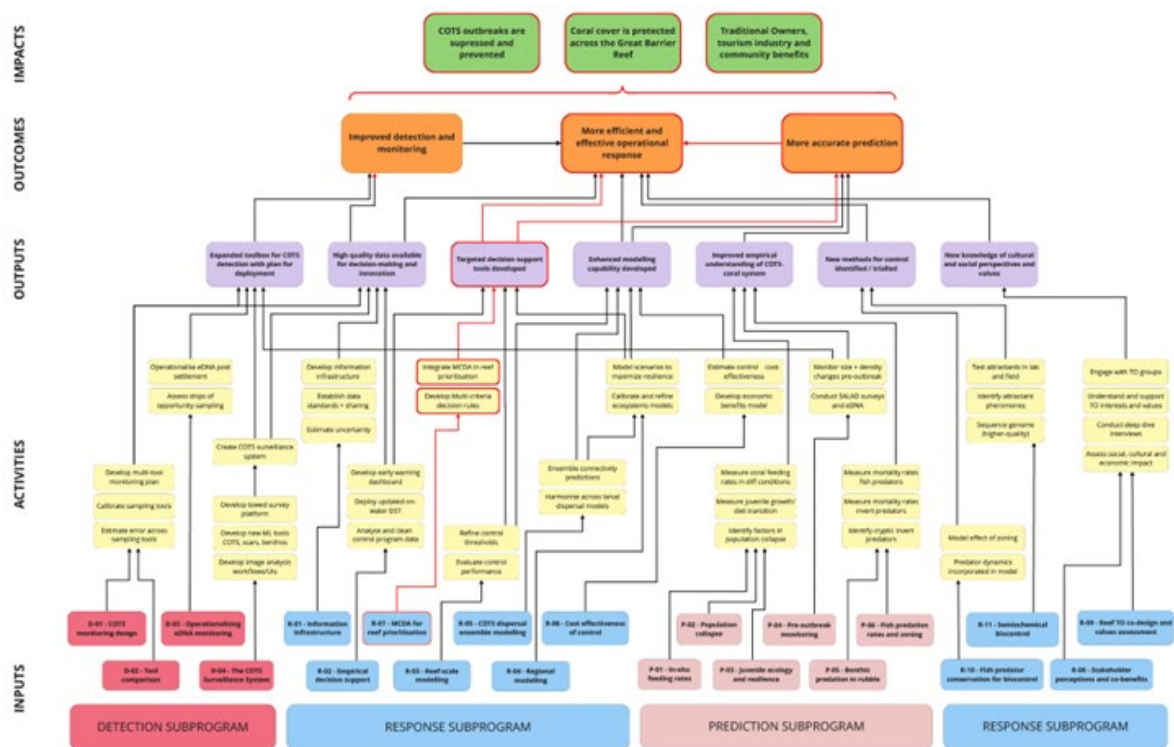 IMPACTS
COTS outbreaks are
supressed and
prevented
Coral cover is protected
across the Great Barrier
Reef
Traditional Owners,
tourism industry and
community benefits
OUTCOMES
Improved detection and
monitoring
More efficient and
effective operational
response
More accurate prediction
OUTPUTS
Expanded toolbox for COTS
detection with plan for
deployment
High quality data available
for decision-making and
innovation
Targeted decision support
tools developed
Enhanced modelling
capability developed
Improved empirical
understanding of COTS-
coral system
New methods for control
identified / trialled
New knowledge of cultural
and social perspectives and
values
ACTIVITIES
Operationalise eDNA post
settlement
Assess ships of
opportunity sampling
Develop information
infrastructure
Establish data
standards + sharing
Estimate uncertainty
Integrate MCDA in reef
prioritisation
Develop Multi-criteria
decision rules
Model scenarios to
maximize resilience
Calibrate and refine
ecosystems models
Estimate control cost-
effectiveness
Develop economic
benefits model
Monitor size + density
changes pre-outbreak
Conduct SALAD surveys
and eDNA
Test attractants in lab
and field
Identify attractant
pheromones
Sequence genome
(higher-quality)
Engage with TO groups
Understand and support
TO interests and values
Conduct deep dive
interviews
Assess social, cultural
and economic impact
Create COTS surveillance
system
Develop multi-tool
monitoring plan
Calibrate sampling tools
Estimate error across
sampling tools
Develop towed survey
platform
Develop new ML tools
COTS, scars, benthos
Develop image analysis
workflows/UIs
Develop early warning
dashboard
Deploy updated on-
water DST
Analyse and clean
control program data
Refine control
thresholds
Evaluate control
performance
Ensemble connectivity
predictions
Harmonise across larval
dispersal models
Measure coral feeding
rates in diff conditions
Measure juvenile growth/
diet transition
Identify factors in
population collapse
Measure mortality rates
fish predators
Measure mortality rates
invert predators
Identify cryptic invert
predators
Model effect of zoning
Predator dynamics
incorporated in model
INPUTS
D-01 - COTS
monitoring design
D-03 - Operationalising
eDNA monitoring
R-01 - Information
infrastructure
R-07 - MCDA for
reef prioritisation
R-05 - COTS dispersal
ensemble modelling
R-06 - Cost effectiveness
of control
P-02 - Population
collapse
P-04 - Pre-outbreak
monitoring
P-06 - Fish predation
rates and zoning
R-11 - Semiochemical
biocontrol
R-09 - Reef TO co-design and
values assessment
D-02 - Tool
comparison
D-04 - The COTS
Surveillance System
R-02 - Empirical
decision support
R-03 - Reef-scale
modelling
R-04 - Regional
modelling
P-01 - In-situ
feeding rates
P-03 - Juvenile ecology
and resilience
P-05 - Benthic
predation in rubble
R-10 - Fish predator
conservation for biocontrol
R-08 - Stakeholder
perceptions and co-benefits
DETECTION SUBPROGRAM
RESPONSE SUBPROGRAM
PREDICTION SUBPROGRAM
RESPONSE SUBPROGRAM